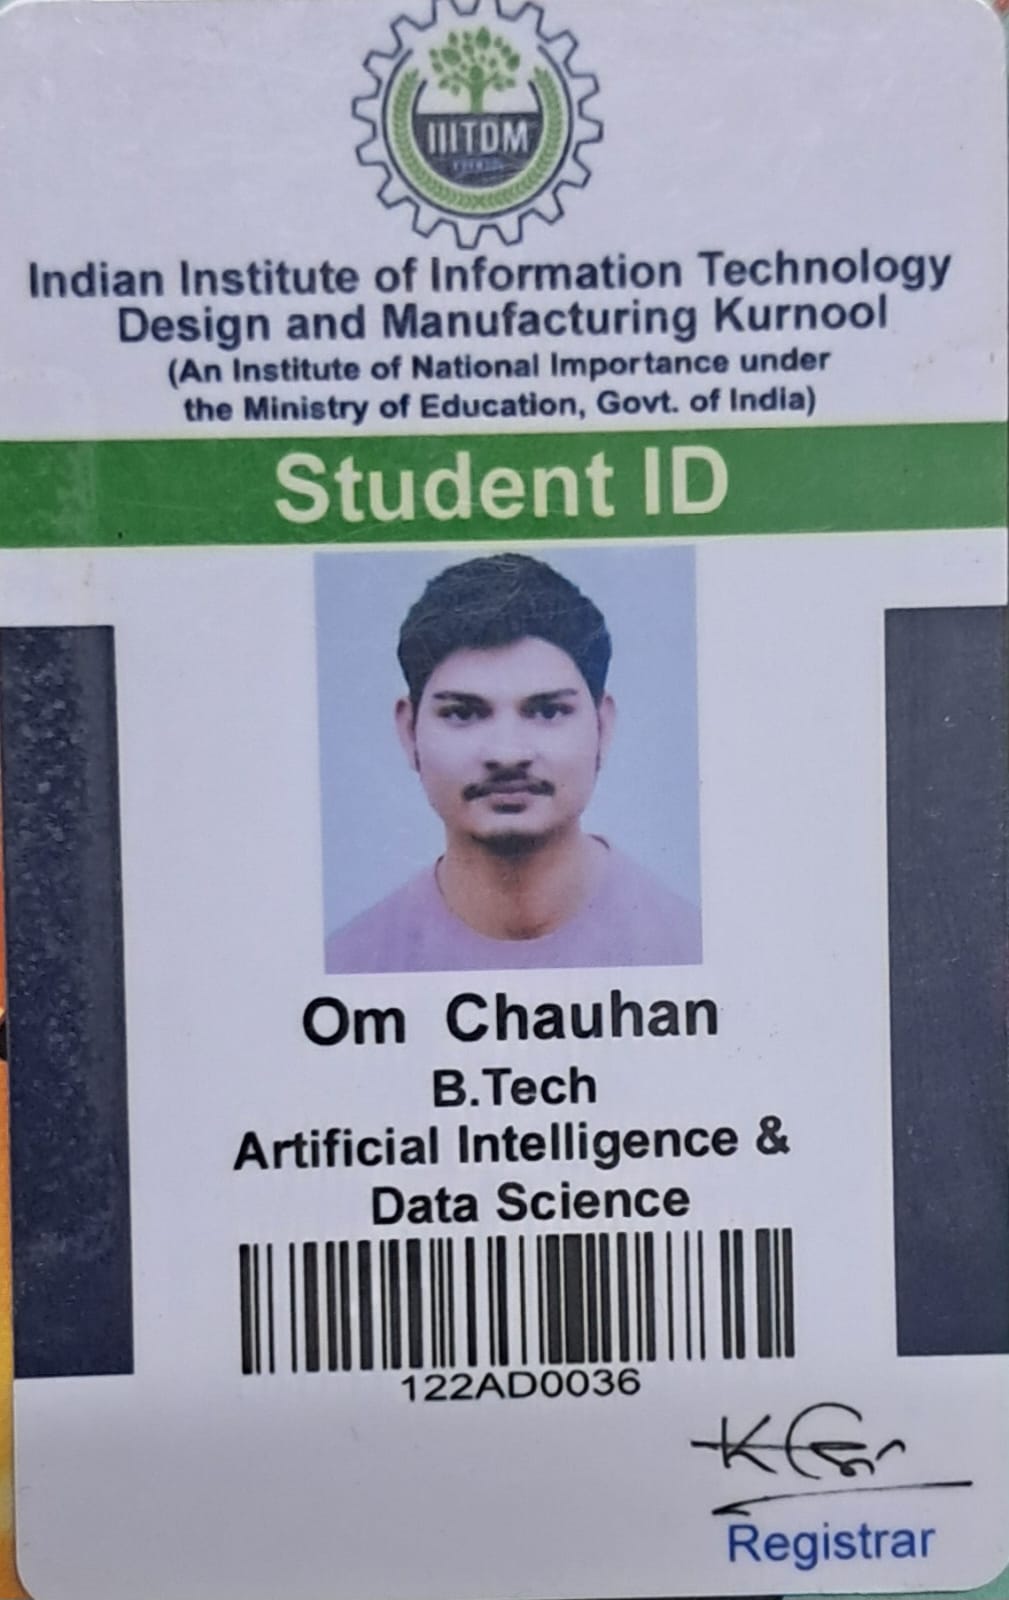 IIITDM
Indian Institute of Information Technology
Design and Manufacturing Kurnool
(An Institute of National Importance under
the Ministry of Education, Govt. of India)
Student ID
Om Chauhan
B.Tech
Artificial Intelligence &
Data Science
122AD0036
Registrar